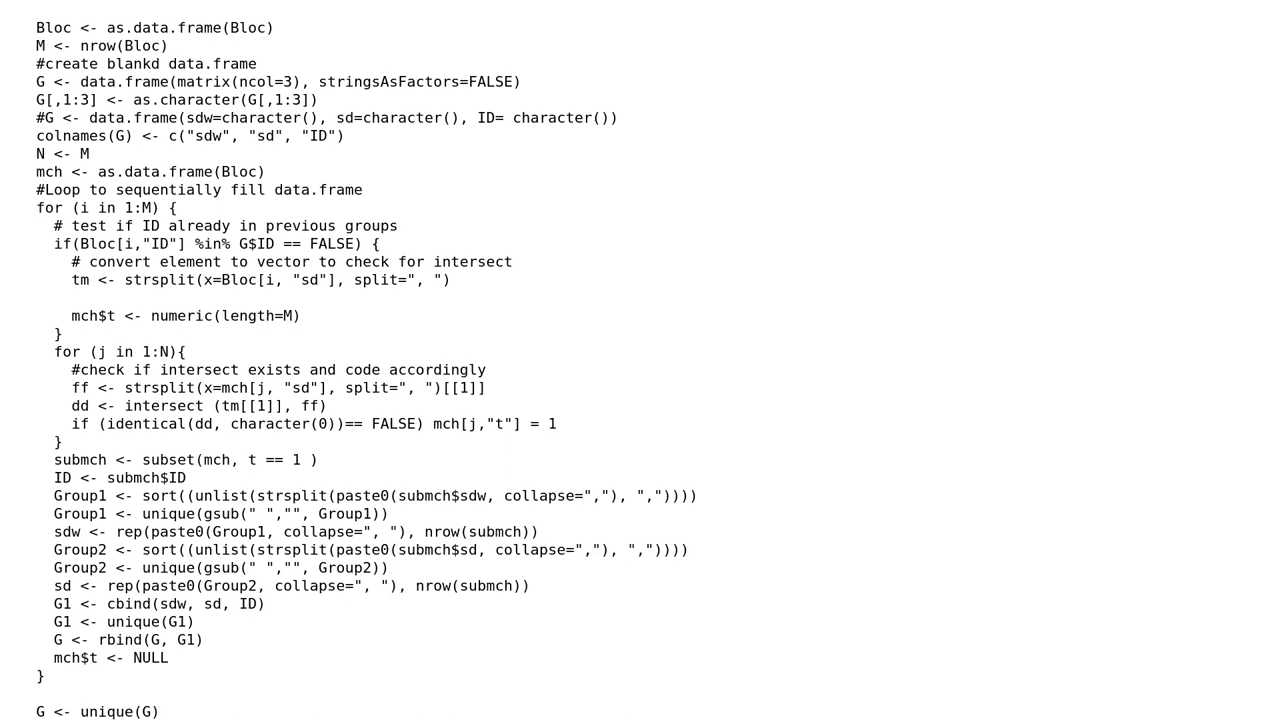 Bloc <- as.data.frame(Bloc)
M <- nrow(Bloc)
#create blankd data.frame
G <- data.frame(matrix(ncol=3), stringsAsFactors=FALSE)
G[,1:3] <- as.character(G[,1:3])
#G <- data.frame(sdw=character(), sd=character(), ID= character())
colnames(G) <- c("sdw", "sd", "ID")
N <- M
mch <- as.data.frame(Bloc)
#Loop to sequentially fill data.frame
for (i in 1:M) {
  # test if ID already in previous groups
  if(Bloc[i,"ID"] %in% G$ID == FALSE) {
    # convert element to vector to check for intersect
    tm <- strsplit(x=Bloc[i, "sd"], split=", ")

    mch$t <- numeric(length=M)
  }
  for (j in 1:N){
    #check if intersect exists and code accordingly
    ff <- strsplit(x=mch[j, "sd"], split=", ")[[1]]
    dd <- intersect (tm[[1]], ff)
    if (identical(dd, character(0))== FALSE) mch[j,"t"] = 1
  }
  submch <- subset(mch, t == 1 )
  ID <- submch$ID
  Group1 <- sort((unlist(strsplit(paste0(submch$sdw, collapse=","), ","))))
  Group1 <- unique(gsub(" ","", Group1))
  sdw <- rep(paste0(Group1, collapse=", "), nrow(submch))
  Group2 <- sort((unlist(strsplit(paste0(submch$sd, collapse=","), ","))))
  Group2 <- unique(gsub(" ","", Group2))
  sd <- rep(paste0(Group2, collapse=", "), nrow(submch))
  G1 <- cbind(sdw, sd, ID)
  G1 <- unique(G1)
  G <- rbind(G, G1)
  mch$t <- NULL
}

G <- unique(G)